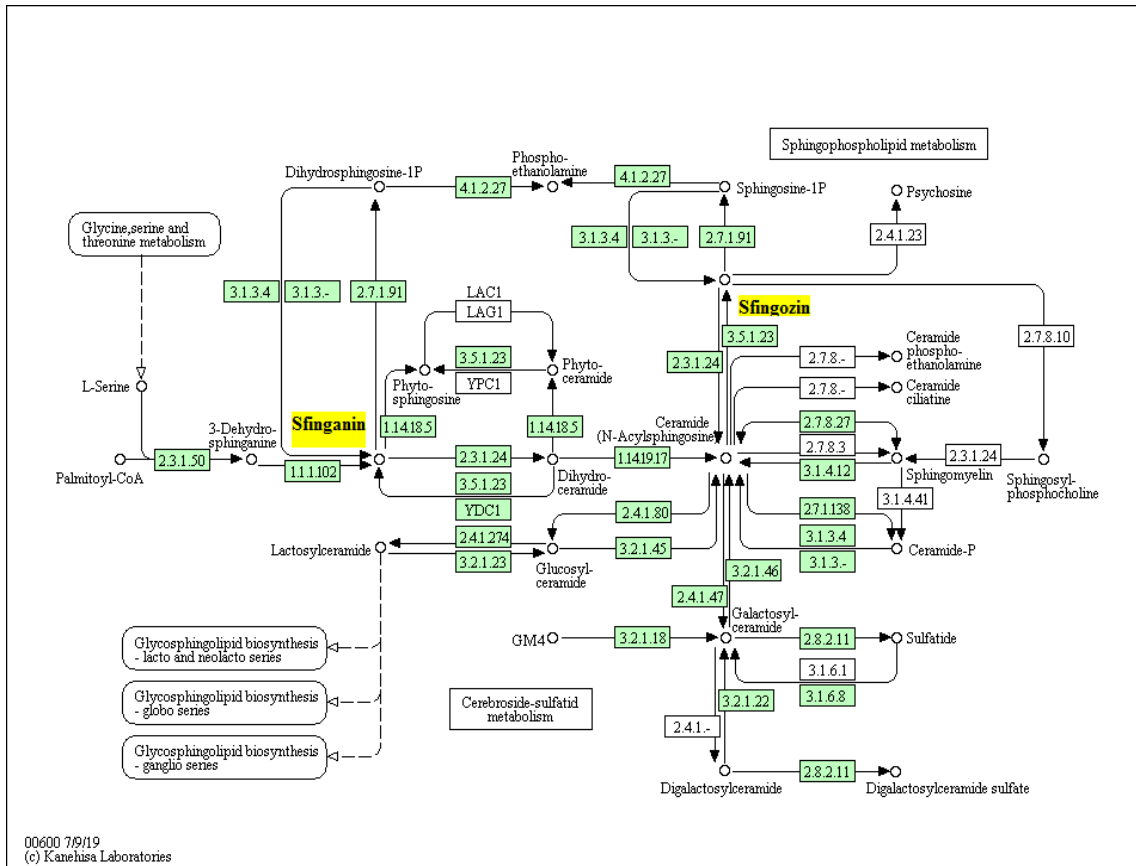 Sphingophospholipid metabolism
Phospho-
ethanolamine
Dihydrosphingosine-1P
4.1.2.27
4.1.2.27
Sphingosine-1P
Psychosine
Glycine,serine and
threonine metabolism
3.1.3.4
3.1.3.-
2.7.1.91
2.4.1.23
3.1.3.4
3.1.3.-
2.7.1.91
LAC1
LAG1
Sfingozin
3.5.1.23
2.7.8.10
3.5.1.23
YPC1
Phyto-
sphingosine
Phyto-
ceramide
2.3.1.24
2.7.8.-
Ceramide
phospho-
ethanolamine
2.7.8.-
Ceramide
ciliatine
L-Serine
3-Dehydro-
sphinganine
Sfinganin
1.14.18.5
1.14.18.5
Ceramide
(N-Acylsphingosine)
2.7.8.27
2.7.8.3
3.1.4.12
Palmitoyl-CoA
2.3.1.50
1.1.1.102
2.3.1.24
Dihydro-
ceramide
1.14.19.17
Sphingomyelin
2.3.1.24
Sphingosyl-
phosphocholine
3.5.1.23
YDC1
2.4.1.80
2.7.1.138
3.1.4.41
Lactosylceramide
2.4.1.274
3.2.1.23
Glucosyl-
ceramide
3.2.1.45
3.1.3.4
3.1.3.-
Ceramide-P
3.2.1.46
2.4.1.47
Glycosphingolipid biosynthesis
- lacto and neolacto series
GM4
3.2.1.18
Galactosyl-
ceramide
2.8.2.11
Sulfatide
3.1.6.1
3.1.6.8
Glycosphingolipid biosynthesis
- globo series
Cerebroside-sulfatid
metabolism
3.2.1.22
2.4.1.-
Glycosphingolipid biosynthesis
- ganglio series
Digalactosylceramide
2.8.2.11
Digalactosylceramide sulfate
00600 7/9/19
(c) Kanehisa Laboratories